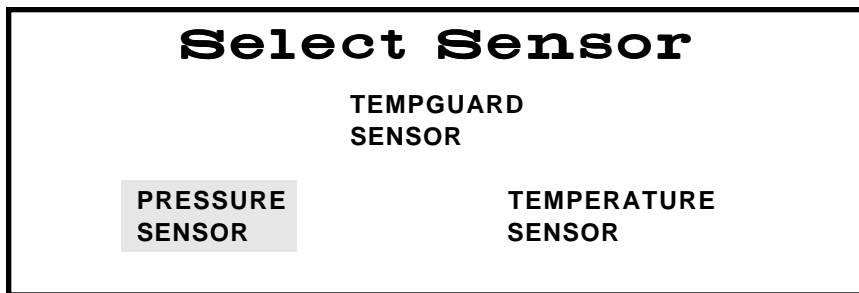 Select Sensor
TEMPGUARD
SENSOR
PRESSURE
SENSOR
TEMPERATURE
SENSOR